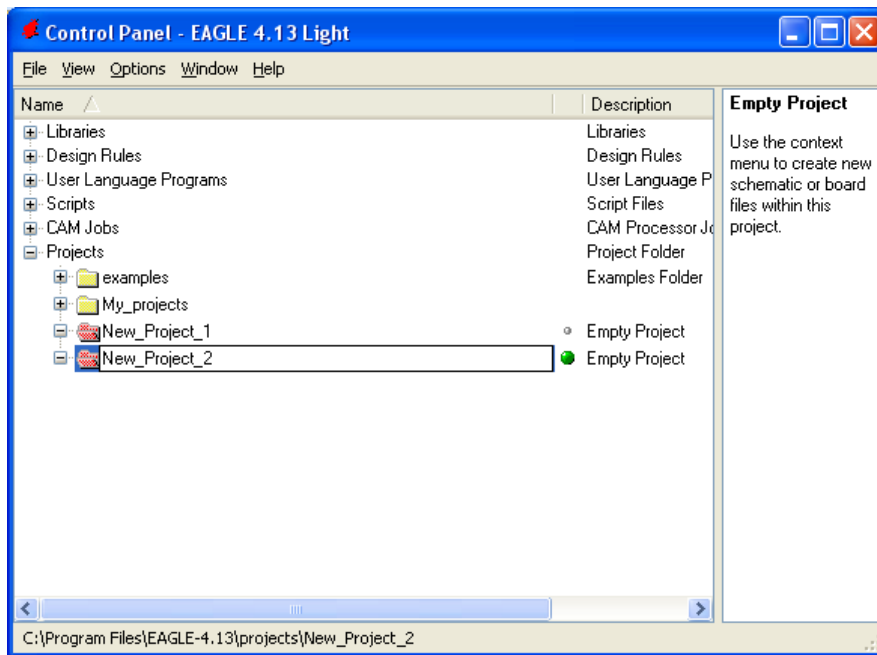 Control Panel - EAGLE 4.13 Light
File View Options Window Help
Name Description
Libraries Libraries
Design Rules Design Rules
User Language Programs User Language P
Scripts Script Files
CAM Jobs CAM Processor Jo
Projects Project Folder
examples Examples Folder
My_projects
New_Project_1 Empty Project
New_Project_2 Empty Project
Empty Project
Use the context
menu to create new
schematic or board
files within this
project.
C:\Program Files\EAGLE-4.13\projects\New_Project_2